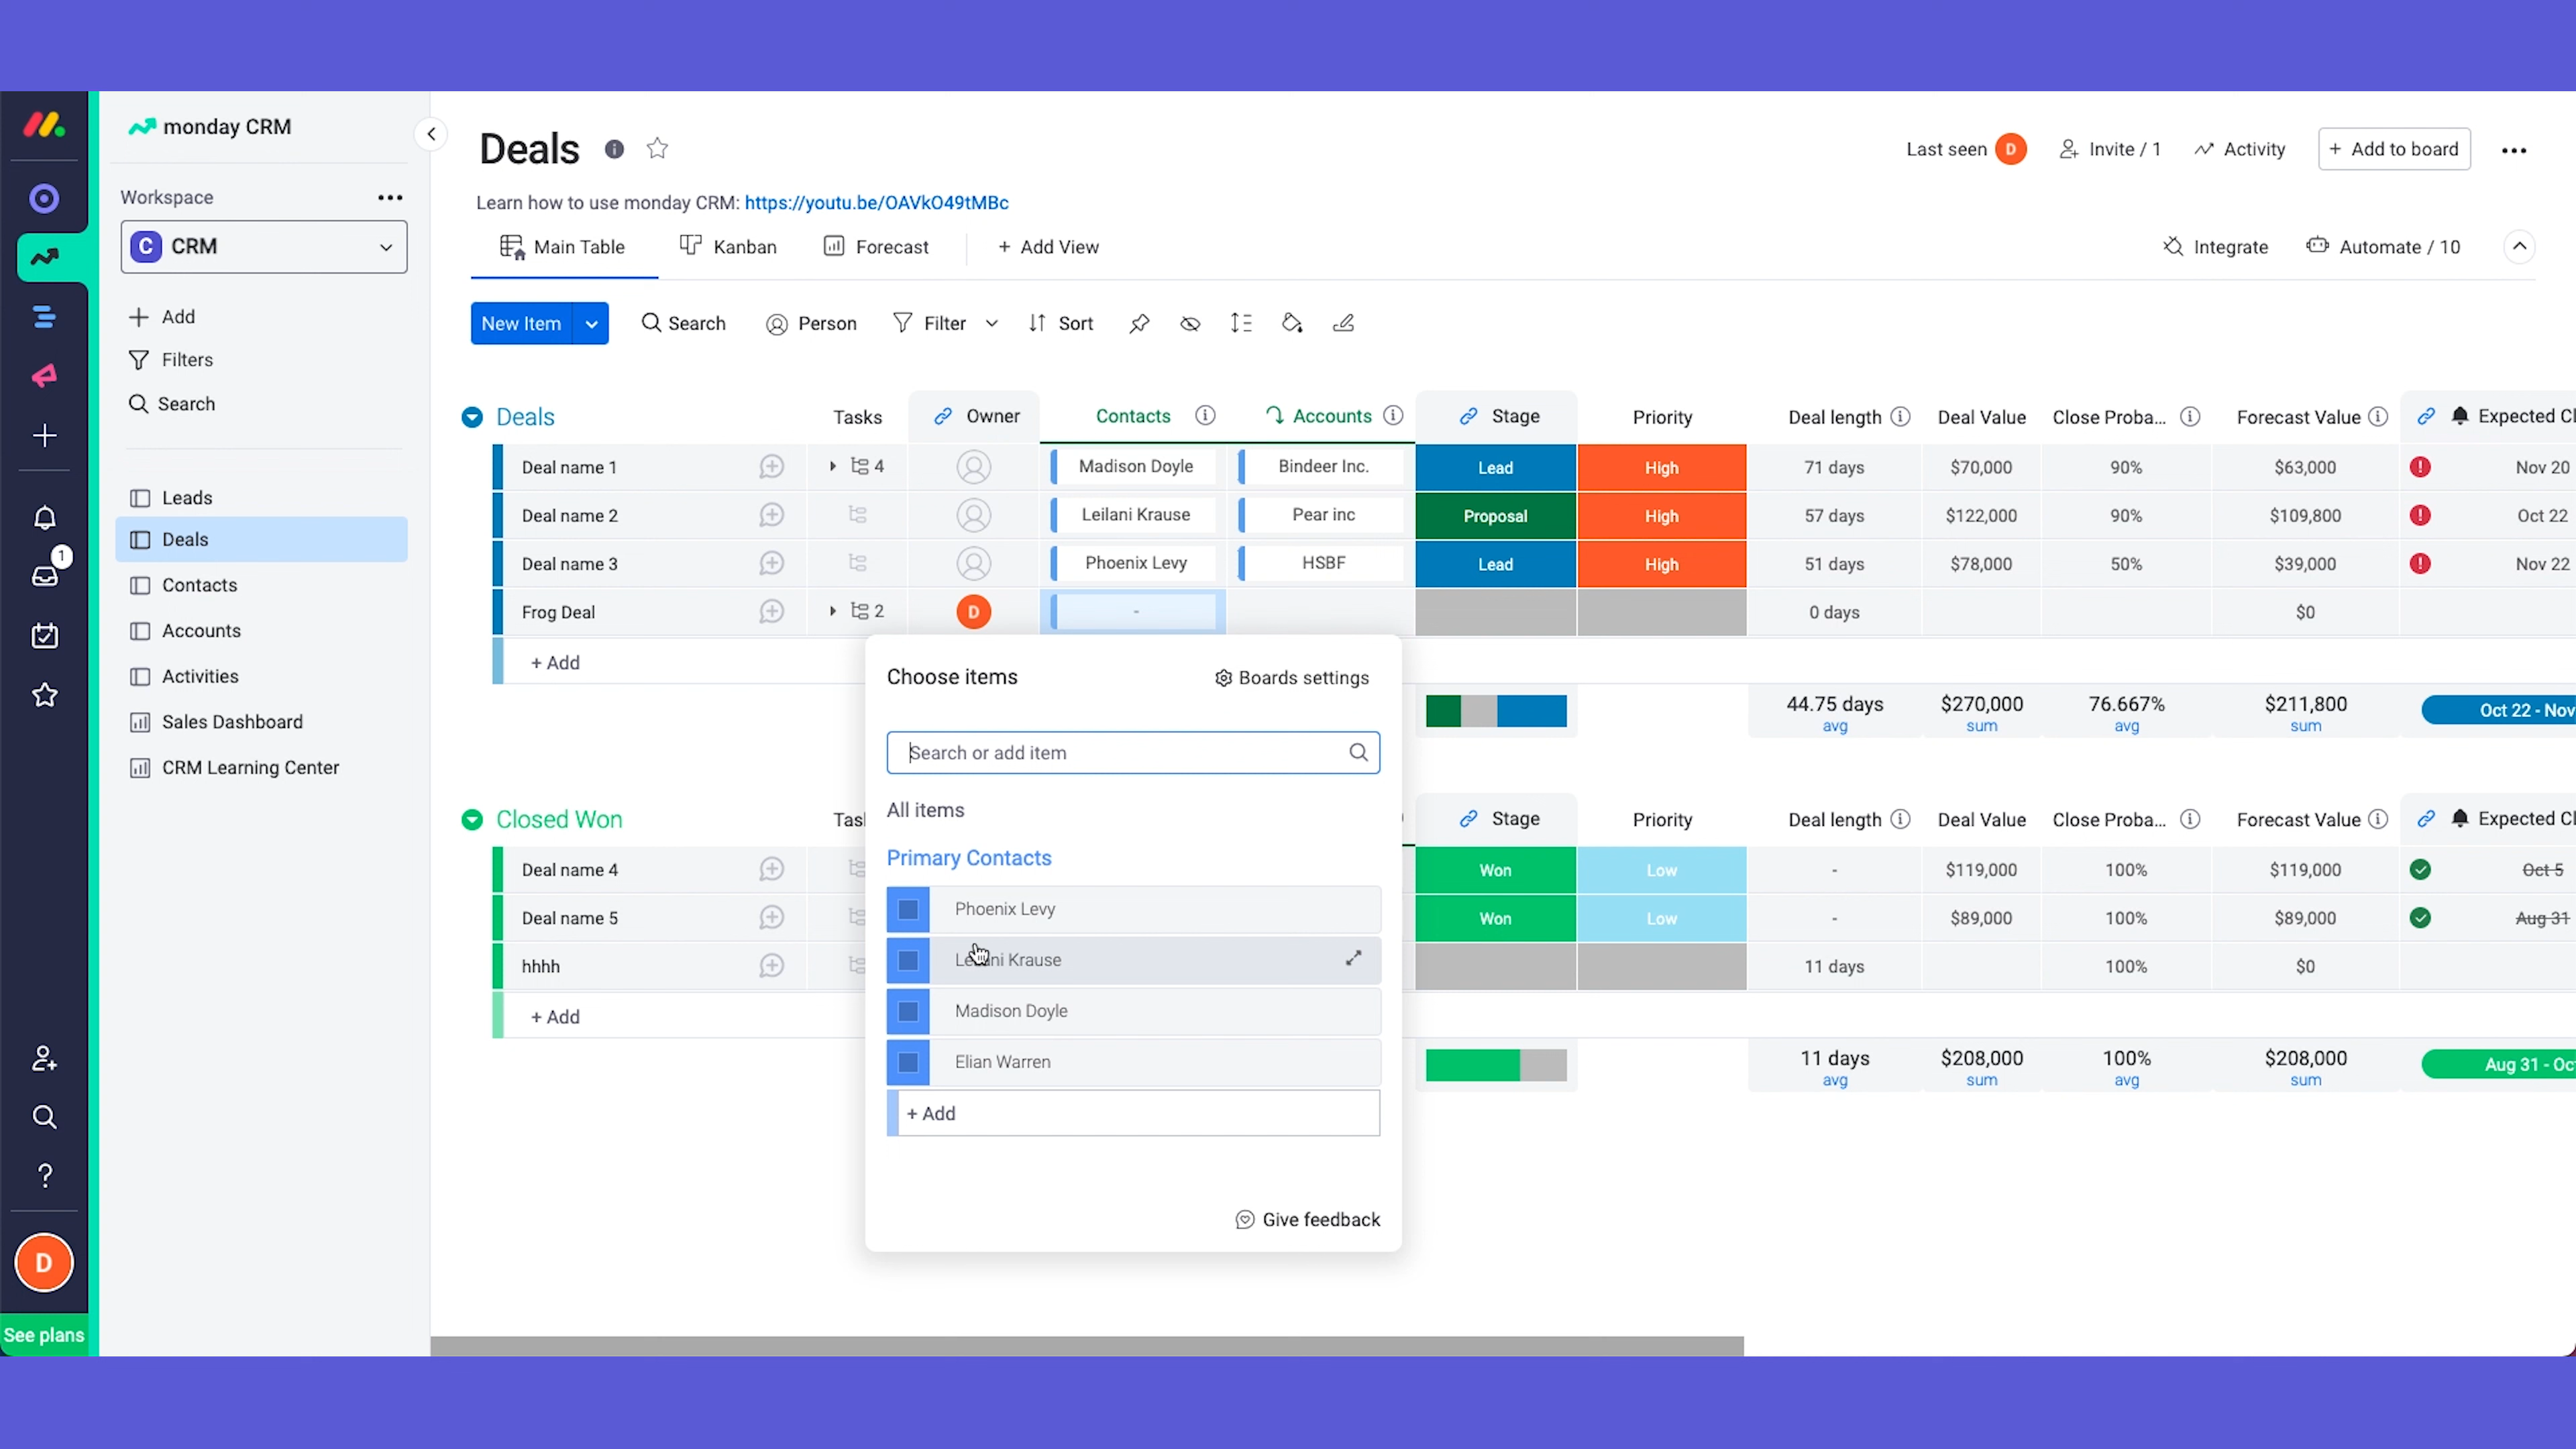 monday CRM
Workspace
C CRM
Add
Filters
Search
Leads
Deals
Contacts
Accounts
Activities
Sales Dashboard
CRM Learning Center
1
D
See plans
Deals
Last seen D Invite / 1 Activity + Add to board
Learn how to use monday CRM: https://youtu.be/OAVkO49tMBc
Main Table Kanban Forecast + Add View Integrate Automate / 10
New Item Search Person Filter Sort
Deals Tasks Owner Contacts Accounts Stage Priority Deal length Deal Value Close Proba... Forecast Value Expected Cl
Deal name 1 4 Madison Doyle Bindeer Inc. Lead High 71 days $70,000 90% $63,000 Nov 20
Deal name 2 Leilani Krause Pear inc Proposal High 57 days $122,000 90% $109,800 Oct 22
Deal name 3 Phoenix Levy HSBF Lead High 51 days $78,000 50% $39,000 Nov 22
Frog Deal 2 D - 0 days $0
+ Add
44.75 days $270,000 76.667% $211,800 Oct 22 - Nov
avg sum avg sum
Choose items Boards settings
Search or add item
All items
Primary Contacts
Phoenix Levy
Leilani Krause
Madison Doyle
Elian Warren
+ Add
Give feedback
Closed Won Tas Stage Priority Deal length Deal Value Close Proba... Forecast Value Expected Cl
Deal name 4 Won Low - $119,000 100% $119,000 Oct 5
Deal name 5 Won Low - $89,000 100% $89,000 Aug 31
hhhh 11 days 100% $0
+ Add
11 days $208,000 100% $208,000 Aug 31 - Oc
avg sum avg sum